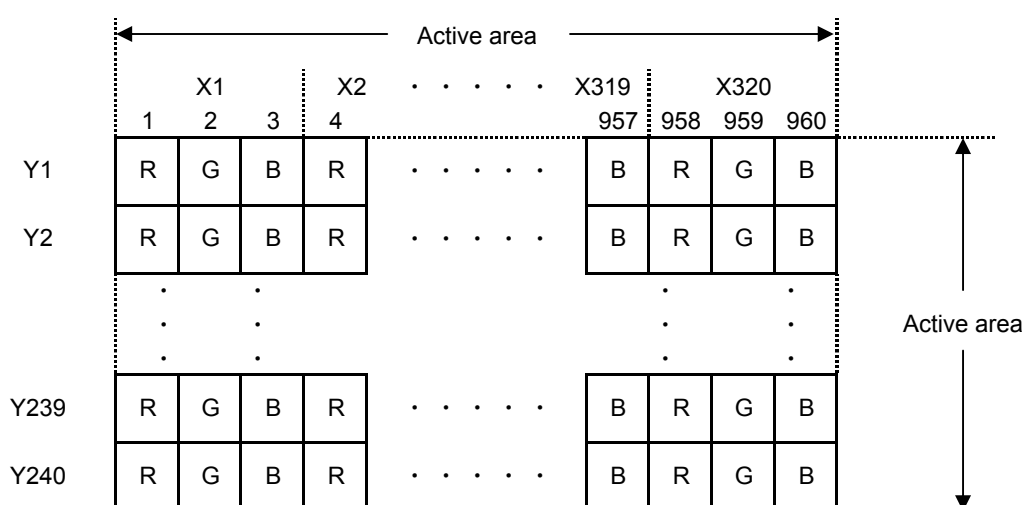 Active area
X1 X2 ・ ・ ・ ・ ・ X319 X320
1 2 3 4 957 958 959 960
Y1 R G B R ・ ・ ・ ・ ・ B R G B
Y2 R G B R ・ ・ ・ ・ ・ B R G B
Active area
Y239 R G B R ・ ・ ・ ・ ・ B R G B
Y240 R G B R ・ ・ ・ ・ ・ B R G B